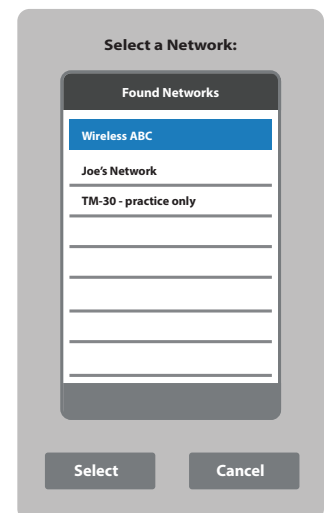 Select a Network:
Found Networks
Wireless ABC
Joe's Network
TM-30 - practice only
Select Cancel